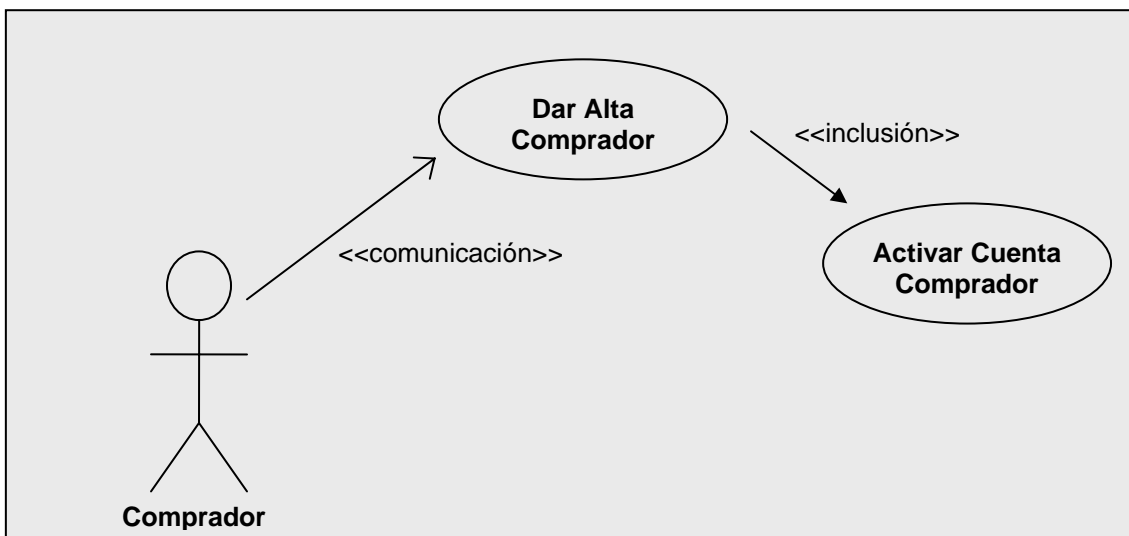 Dar Alta
Comprador
<<inclusión>>
<<comunicación>>
Activar Cuenta
Comprador
Comprador